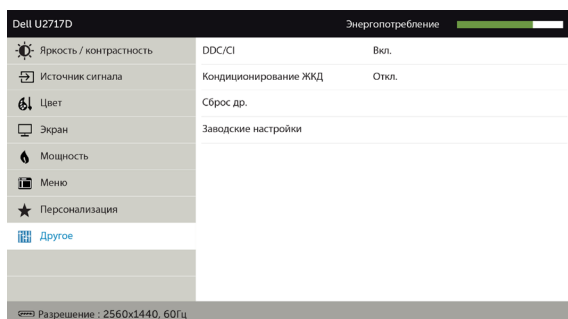 Dell U2717D Энергопотребление
Яркость / контрастность DDC/CI Вкл.
Источник сигнала Кондиционирование ЖКД Откл.
Цвет Сброс др.
Экран Заводские настройки
Мощность
Меню
Персонализация
Другое
Разрешение : 2560x1440, 60Гц